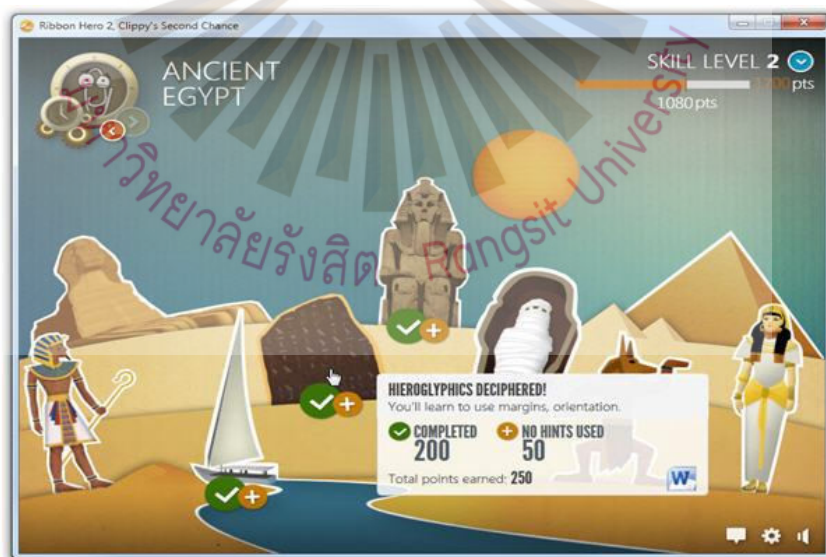 Ribbon Hero 2, Clippy's Second Chance
ANCIENT
EGYPT
SKILL LEVEL 2
1700 pts
1080 pts
มหาวิทยาลัยรังสิต Rangsit University
HIEROGLYPHICS DECIPHERED!
You'll learn to use margins, orientation.
COMPLETED
200
NO HINTS USED
50
Total points earned: 250
W